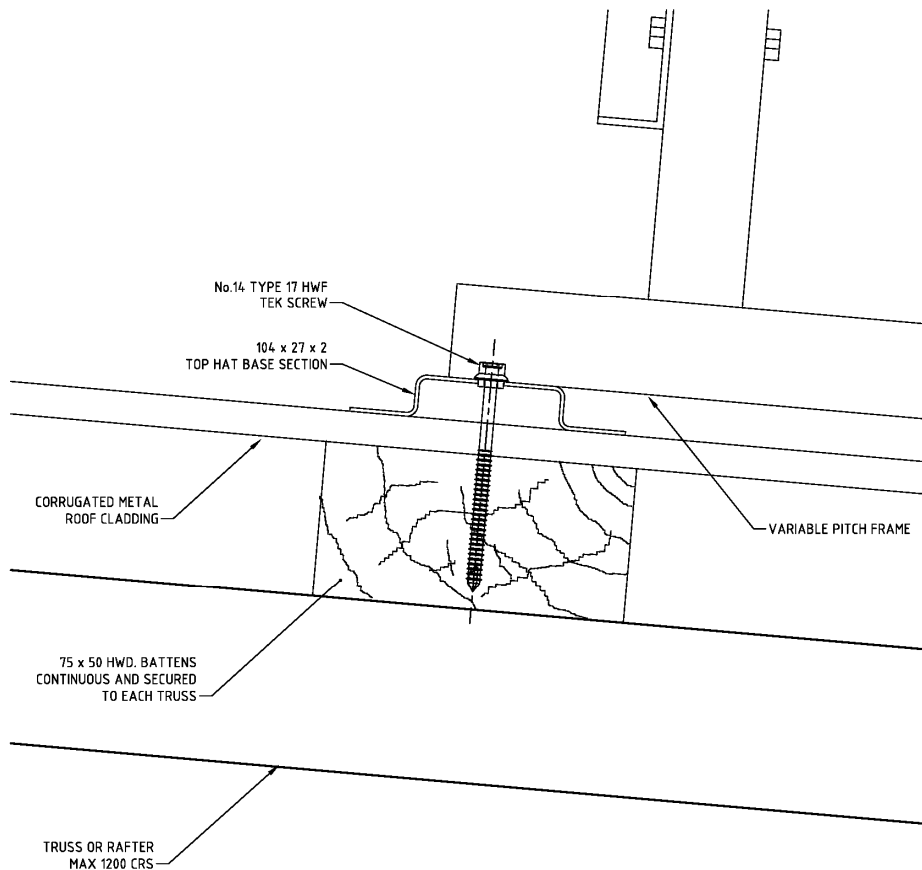 No.14 TYPE 17 HWF
TEK SCREW
104 x 27 x 2
TOP HAT BASE SECTION
CORRUGATED METAL
ROOF CLADDING
VARIABLE PITCH FRAME
75 x 50 HWD. BATTENS
CONTINUOUS AND SECURED
TO EACH TRUSS
TRUSS OR RAFTER
MAX 1200 CRS